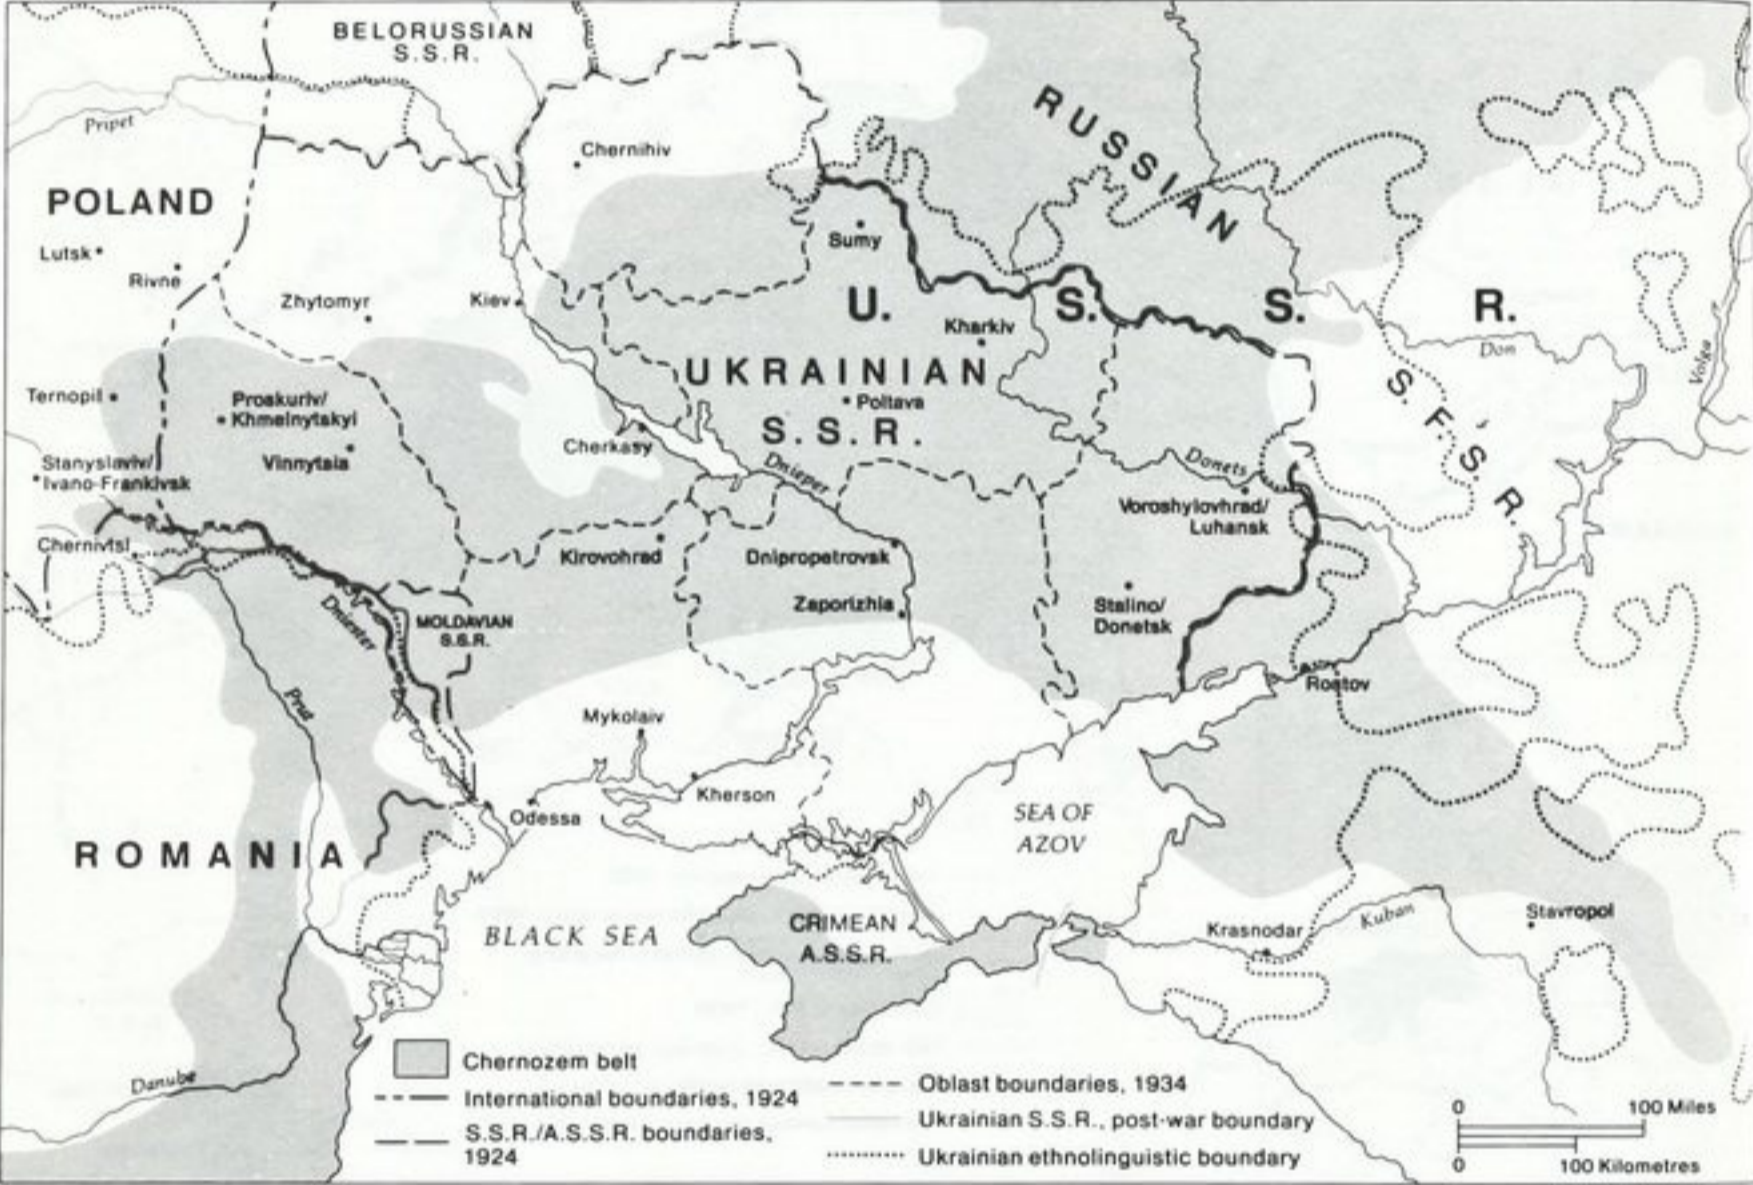 BELORUSSIAN
S.S.R.
Pripet
Chernihiv
RUSSIAN
S. F. S. R.
POLAND
Lutsk
Rivne
Zhytomyr
Kiev
Sumy
U. S. S. R.
Kharkiv
Don
Volga
UKRAINIAN
S.S.R.
Poltava
Ternopil
Proskuriv/
Khmelnytskyi
Vinnytsia
Cherkasy
Dnieper
Donets
Stanyslaviv/
Ivano-Frankivsk
Voroshylovhrad/
Luhansk
Chernivtsi
Kirovohrad
Dnipropetrovsk
Zaporizhia
Stalino/
Donetsk
Dniester
MOLDAVIAN
S.S.R.
Rostov
Prut
Mykolaiv
Kherson
Odessa
SEA OF
AZOV
ROMANIA
BLACK SEA
CRIMEAN
A.S.S.R.
Krasnodar
Kuban
Stavropol
Danube
Chernozem belt
International boundaries, 1924
S.S.R./A.S.S.R. boundaries,
1924
Oblast boundaries, 1934
Ukrainian S.S.R., post-war boundary
Ukrainian ethnolinguistic boundary
0 100 Miles
0 100 Kilometres